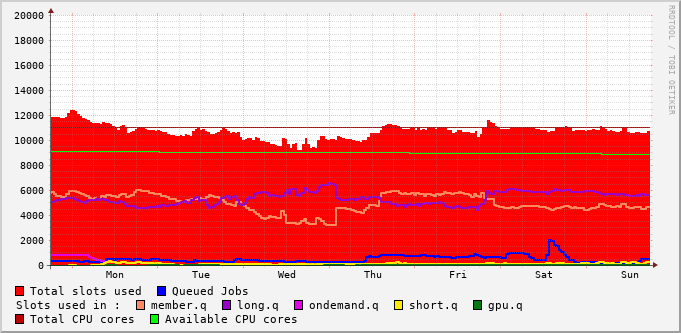 20000
18000
16000
14000
12000
10000
8000
6000
4000
2000
0
Mon Tue Wed Thu Fri Sat Sun
Total slots used Queued Jobs
Slots used in : member.q long.q ondemand.q short.q gpu.q
Total CPU cores Available CPU cores
RRDTOOL / TOBI OETIKER